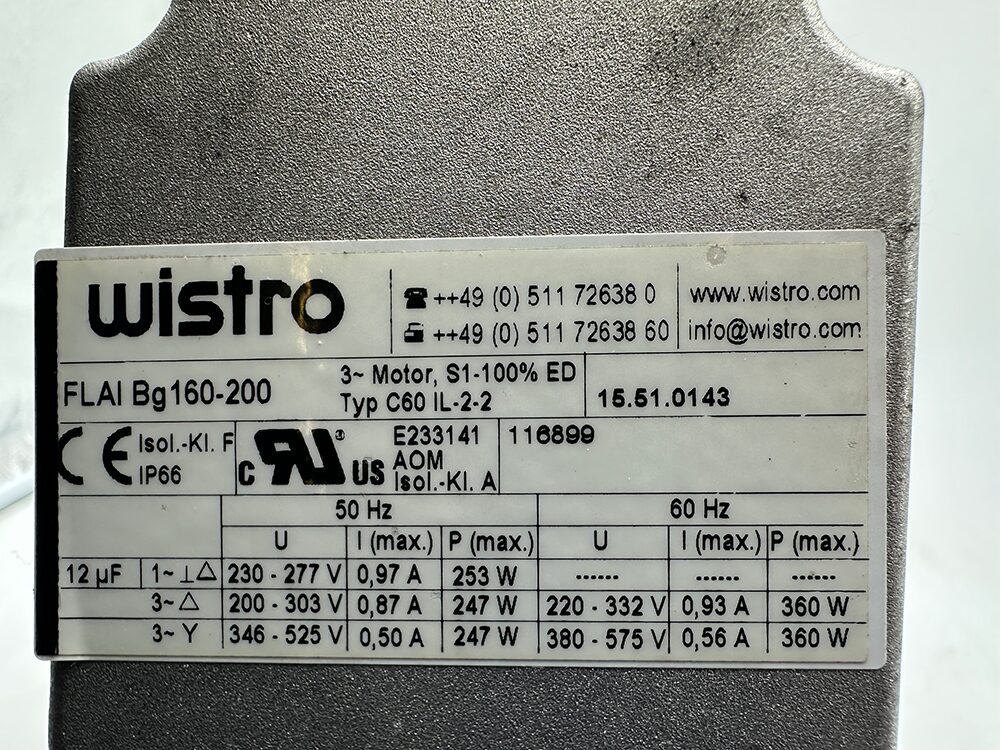 wistro
☎ ++49 (0) 511 72638 0
++49 (0) 511 72638 60
www.wistro.com
info@wistro.com
FLAI Bg160-200
3~ Motor, S1-100% ED
Typ C60 IL-2-2
15.51.0143
CE Isol.-Kl. F
IP66
c RU® US
E233141
AOM
Isol.-Kl. A
116899
50 Hz 60 Hz
U I (max.) P (max.) U I (max.) P (max.)
12 µF 1~ ⊥ △ 230 - 277 V 0,97 A 253 W ------ ------ ------
3~ △ 200 - 303 V 0,87 A 247 W 220 - 332 V 0,93 A 360 W
3~ Y 346 - 525 V 0,50 A 247 W 380 - 575 V 0,56 A 360 W